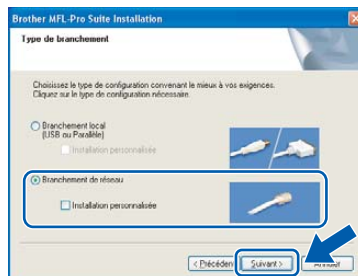 Brother MFL-Pro Suite Installation
Type de branchement
Choisissez le type de configuration convenant le mieux à vos exigences.
Cliquez sur le type de configuration nécessaire.
Branchement local
(USB ou Parallèle)
Installation personnalisée
Branchement de réseau
Installation personnalisée
< Précédent Suivant > Annuler